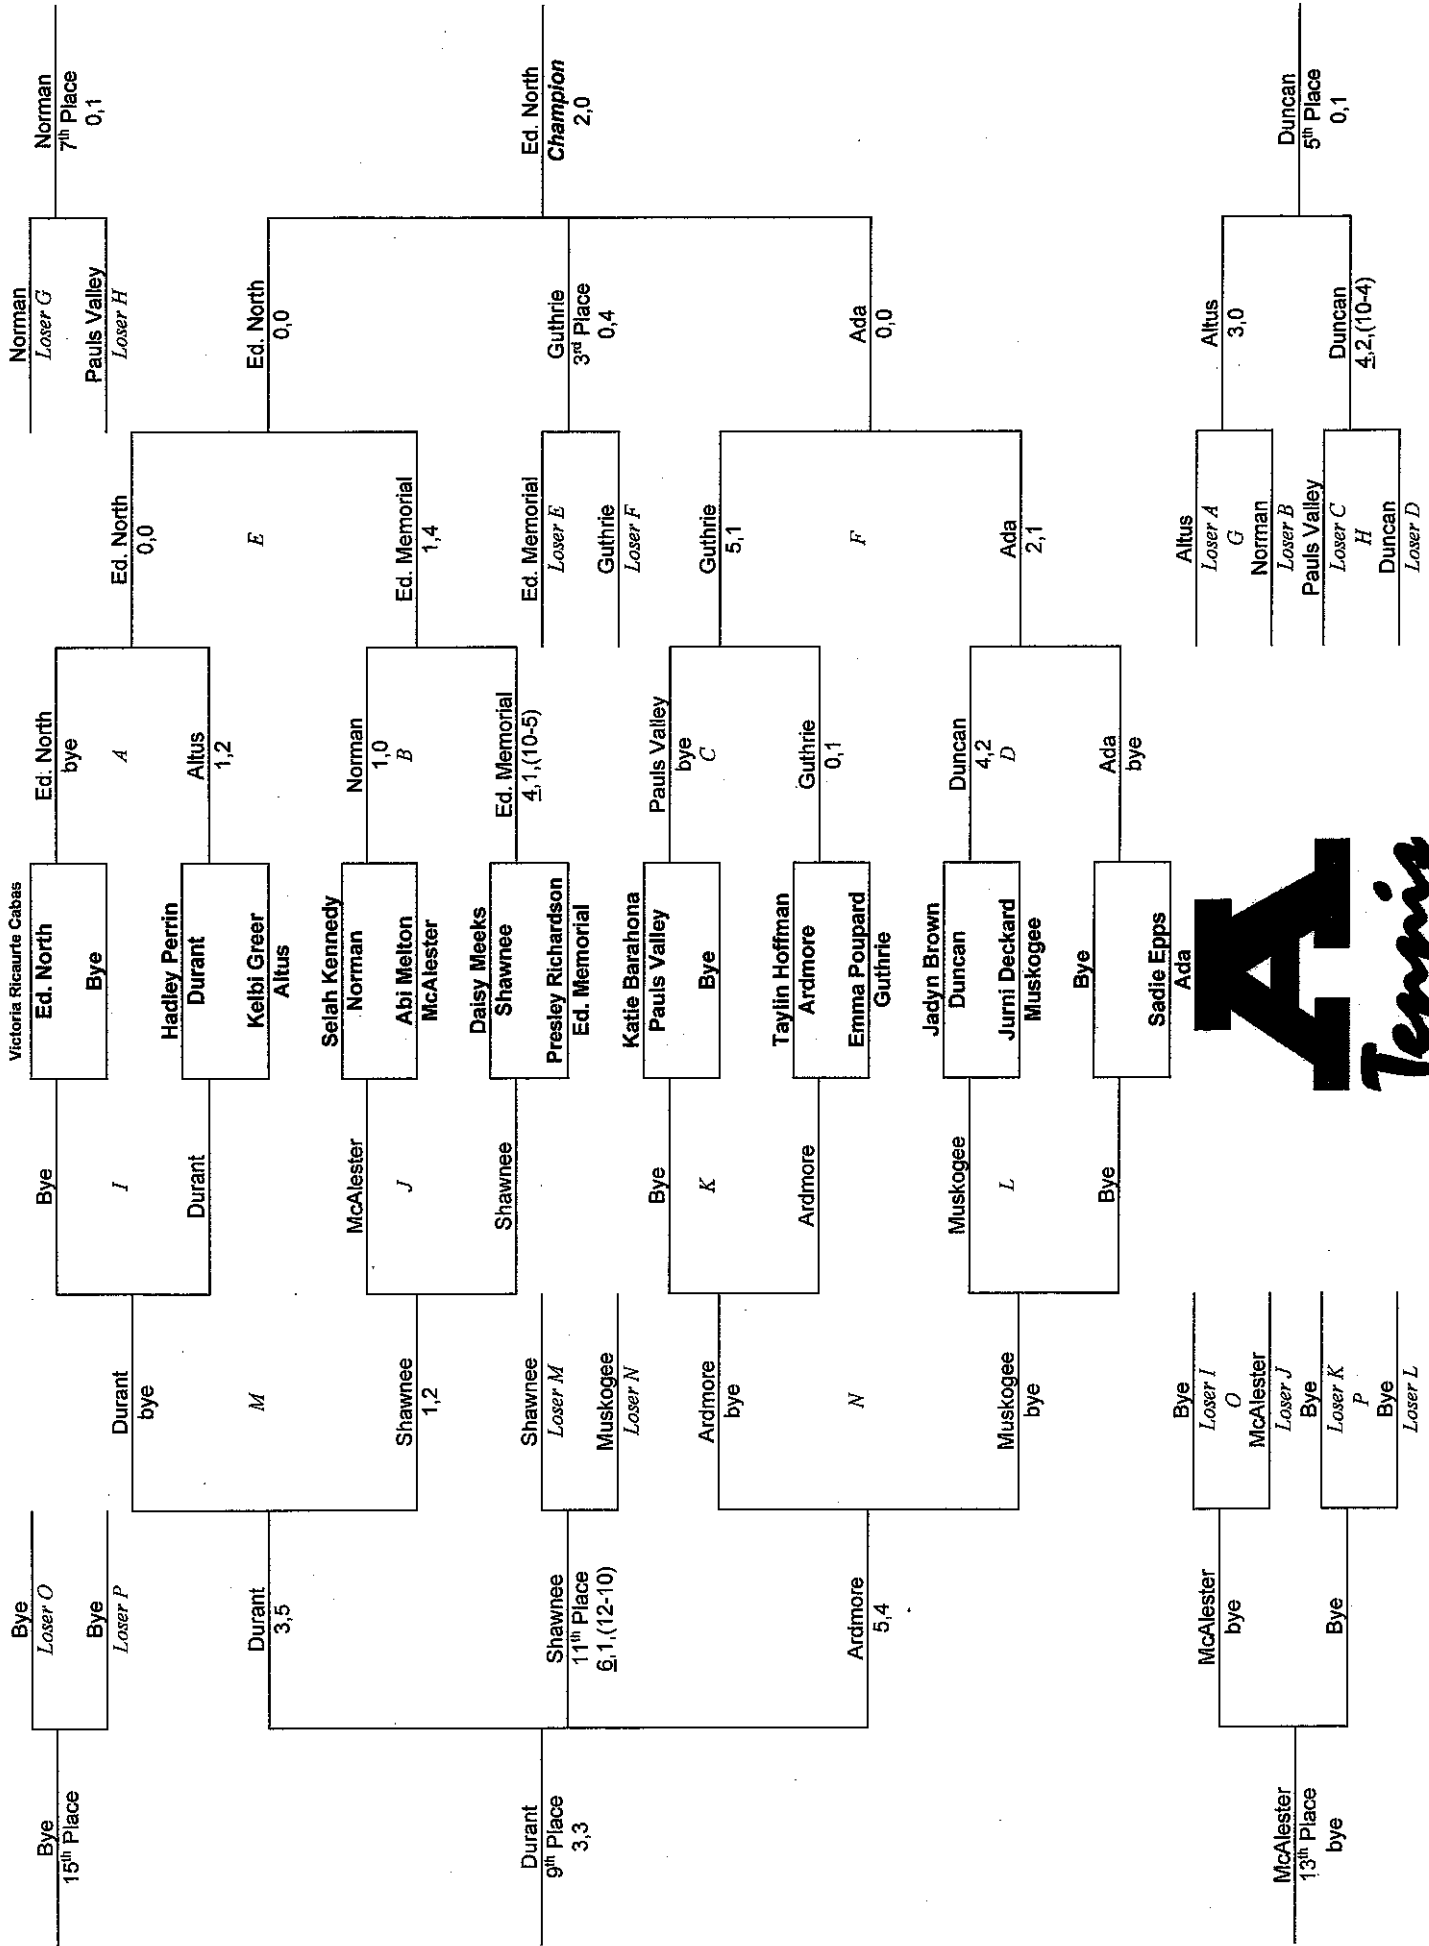 Victoria Ricaurte Cabas
Ed. North
Bye
Hadley Perrin
Durant
Kelbi Greer
Altus
Selah Kennedy
Norman
Abi Melton
McAlester
Daisy Meeks
Shawnee
Presley Richardson
Ed. Memorial
Katie Barahona
Pauls Valley
Bye
Taylin Hoffman
Ardmore
Emma Poupard
Guthrie
Jadyn Brown
Duncan
Jurni Deckard
Muskogee
Bye
Sadie Epps
Ada
Ed. North
bye
A
Altus
1,2
Norman
1,0
B
Ed. Memorial
4,1,(10-5)
Pauls Valley
bye
C
Guthrie
0,1
Duncan
4,2
D
Ada
bye
Ed. North
0,0
E
Ed. Memorial
1,4
Ed. Memorial
Loser E
Guthrie
Loser F
Guthrie
5,1
F
Ada
2,1
Altus
Loser A
G
Norman
Loser B
Pauls Valley
Loser C
H
Duncan
Loser D
Norman
Loser G
Pauls Valley
Loser H
Ed. North
0,0
Guthrie
3rd Place
0,4
Ada
0,0
Altus
3,0
Duncan
4,2,(10-4)
Norman
7th Place
0,1
Ed. North
Champion
2,0
Duncan
5th Place
0,1
Bye
I
Durant
McAlester
J
Shawnee
Bye
K
Ardmore
Muskogee
L
Bye
Durant
bye
M
Shawnee
1,2
Shawnee
Loser M
Muskogee
Loser N
Ardmore
bye
N
Muskogee
bye
Bye
Loser I
O
McAlester
Loser J
Bye
Loser K
P
Bye
Loser L
Bye
Loser O
Bye
Loser P
Durant
3,5
Shawnee
11th Place
6,1,(12-10)
Ardmore
5,4
McAlester
bye
Bye
Bye
15th Place
Durant
9th Place
3,3
McAlester
13th Place
bye
A
Tennis